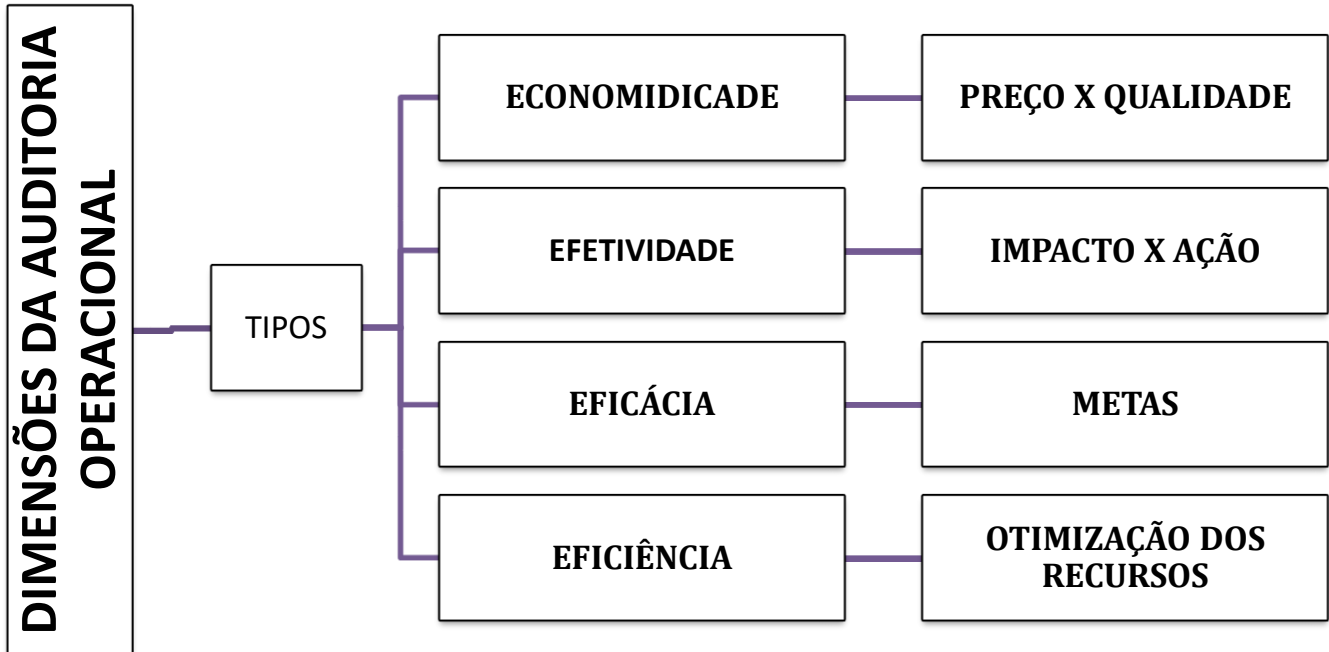 DIMENSÕES DA AUDITORIA
OPERACIONAL
TIPOS
ECONOMIDICADE
PREÇO X QUALIDADE
EFETIVIDADE
IMPACTO X AÇÃO
EFICÁCIA
METAS
EFICIÊNCIA
OTIMIZAÇÃO DOS
RECURSOS